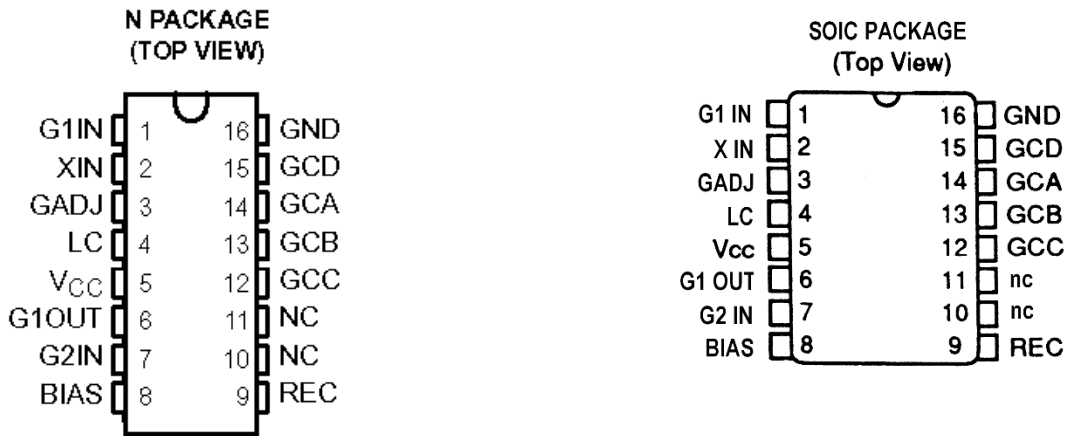 N PACKAGE
(TOP VIEW)
G1IN 1 16 GND
XIN 2 15 GCD
GADJ 3 14 GCA
LC 4 13 GCB
VCC 5 12 GCC
G1OUT 6 11 NC
G2IN 7 10 NC
BIAS 8 9 REC
SOIC PACKAGE
(Top View)
G1 IN 1 16 GND
X IN 2 15 GCD
GADJ 3 14 GCA
LC 4 13 GCB
Vcc 5 12 GCC
G1 OUT 6 11 nc
G2 IN 7 10 nc
BIAS 8 9 REC